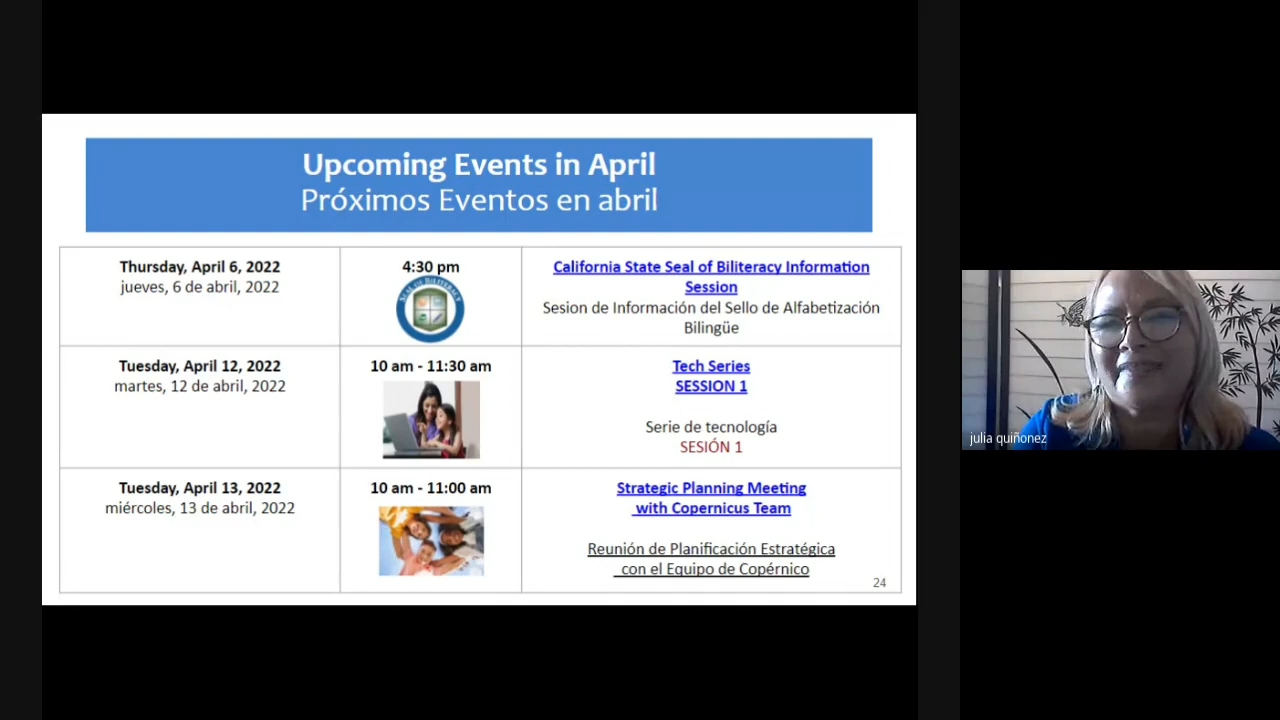 Upcoming Events in April
Próximos Eventos en abril
Thursday, April 6, 2022
jueves, 6 de abril, 2022
4:30 pm
SEAL OF BILITERACY
California State Seal of Biliteracy Information
Session
Sesion de Información del Sello de Alfabetización
Bilingüe
Tuesday, April 12, 2022
martes, 12 de abril, 2022
10 am - 11:30 am
Tech Series
SESSION 1
Serie de tecnología
SESIÓN 1
Tuesday, April 13, 2022
miércoles, 13 de abril, 2022
10 am - 11:00 am
Strategic Planning Meeting
with Copernicus Team
Reunión de Planificación Estratégica
con el Equipo de Copérnico
24
julia quiñonez